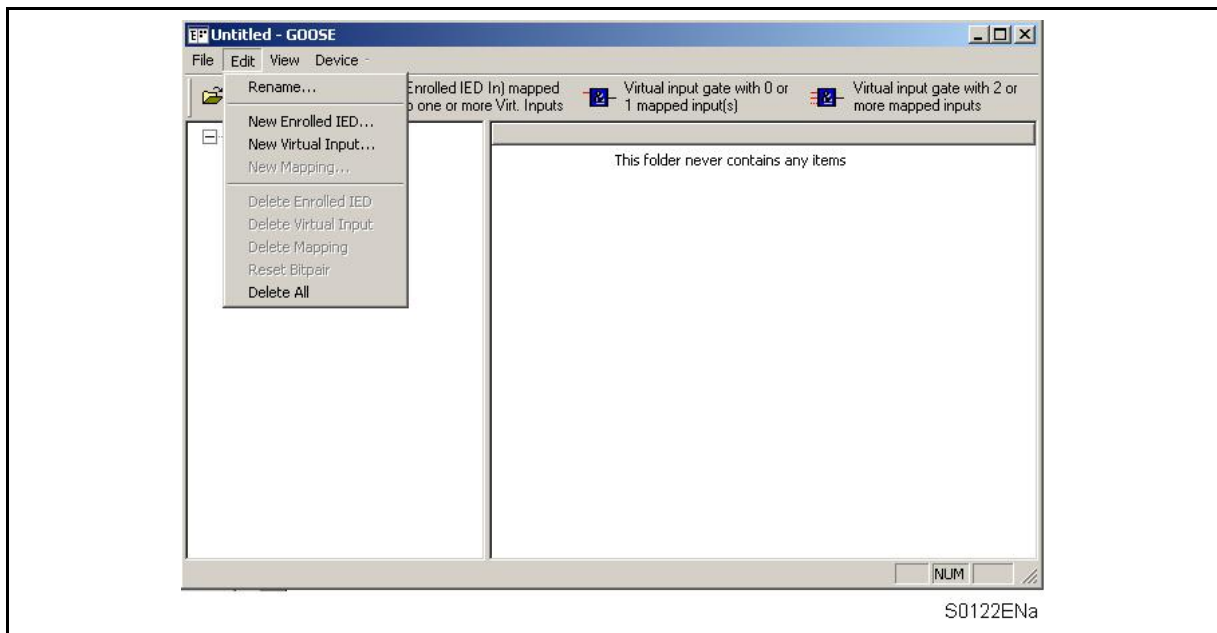 Untitled - GOOSE
File Edit View Device
Rename...
New Enrolled IED...
New Virtual Input...
New Mapping...
Delete Enrolled IED
Delete Virtual Input
Delete Mapping
Reset Bitpair
Delete All
Enrolled IED In) mapped
o one or more Virt. Inputs
Virtual input gate with 0 or
1 mapped input(s)
Virtual input gate with 2 or
more mapped inputs
This folder never contains any items
NUM
S0122ENa